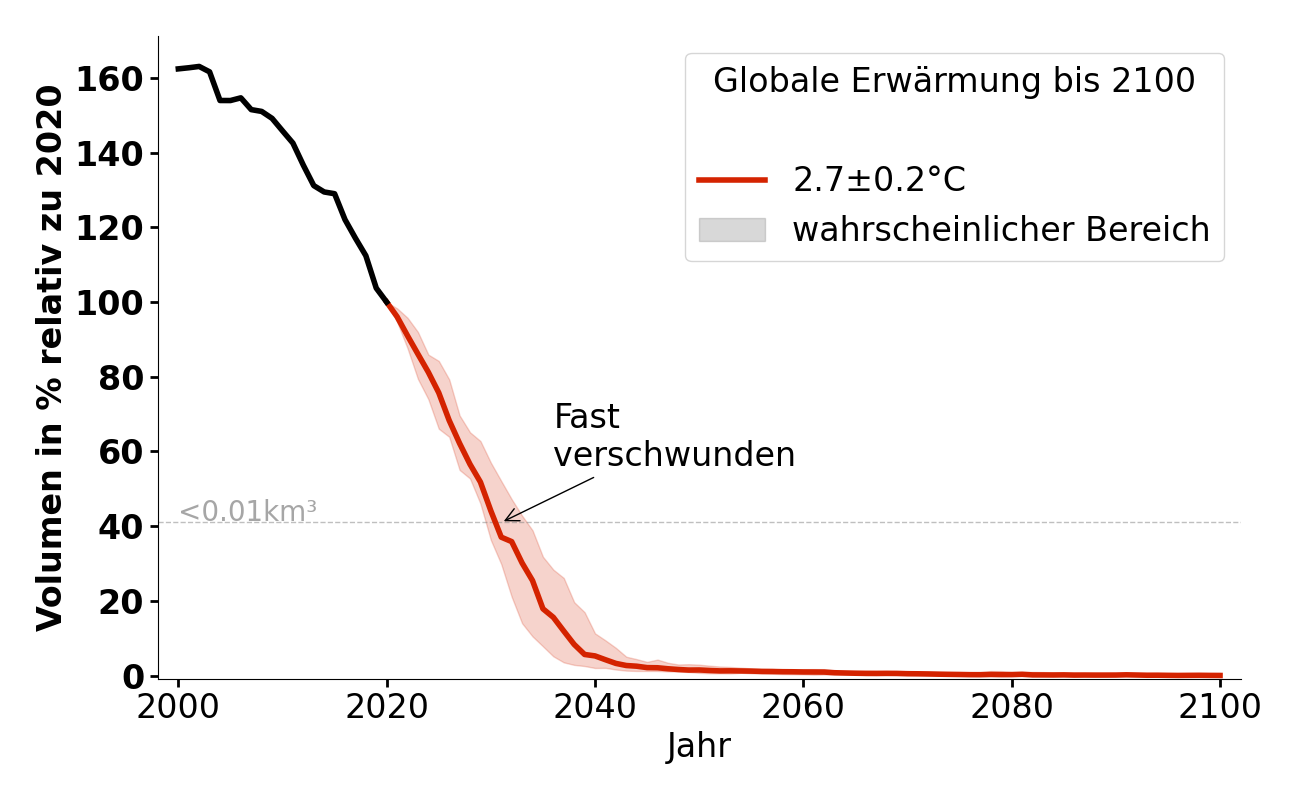 Globale Erwärmung bis 2100
2.7±0.2°C
wahrscheinlicher Bereich
Volumen in % relativ zu 2020
160
140
120
100
80
60
40
20
0
Fast
verschwunden
<0.01km³
2000
2020
2040
2060
2080
2100
Jahr